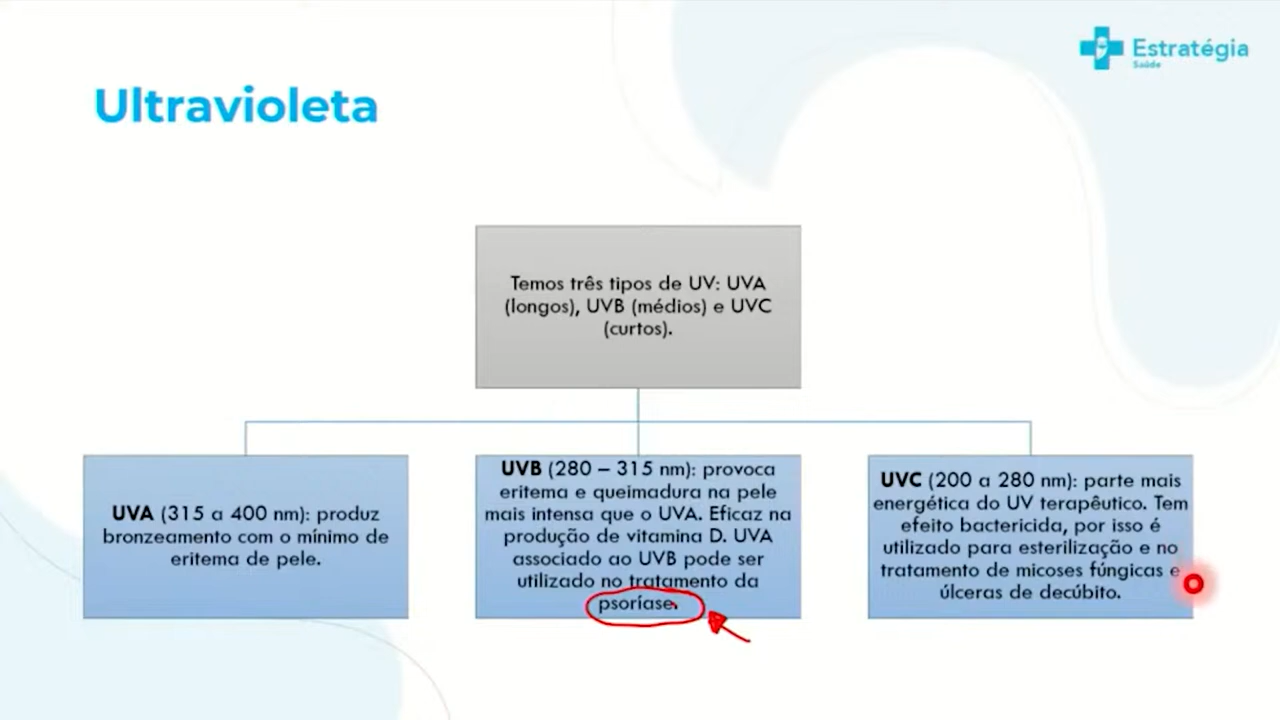 Estratégia
Saúde
Ultravioleta
Temos três tipos de UV: UVA
(longos), UVB (médios) e UVC
(curtos).
UVA (315 a 400 nm): produz
bronzeamento com o mínimo de
eritema de pele.
UVB (280 – 315 nm): provoca
eritema e queimadura na pele
mais intensa que o UVA. Eficaz na
produção de vitamina D. UVA
associado ao UVB pode ser
utilizado no tratamento da
psoríase.
UVC (200 a 280 nm): parte mais
energética do UV terapêutico. Tem
efeito bactericida, por isso é
utilizado para esterilização e no
tratamento de micoses fúngicas e
úlceras de decúbito.